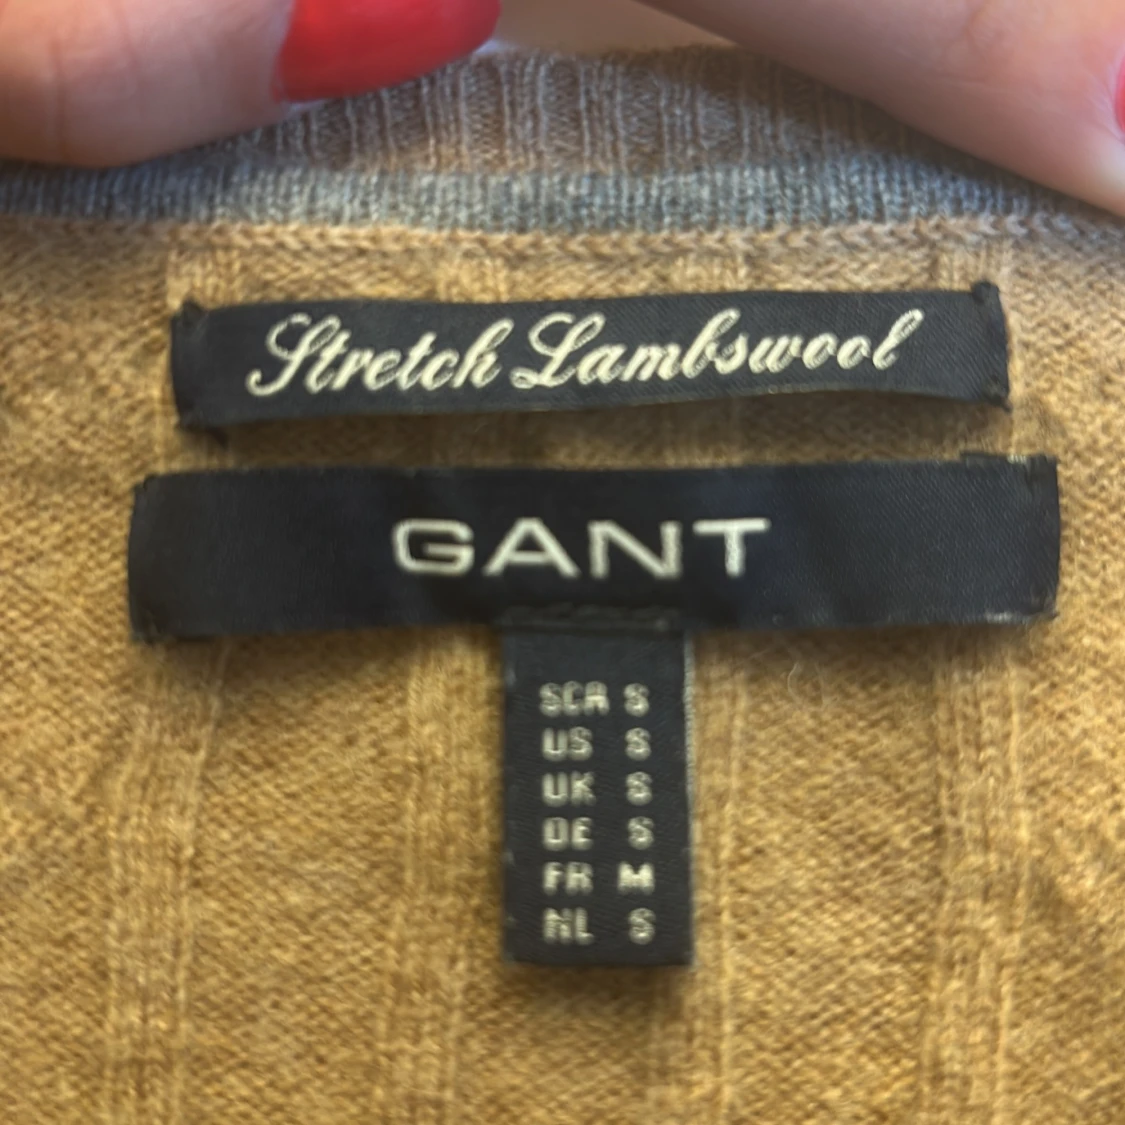 Stretch Lambswool
GANT
SCA S
US S
UK S
DE S
FR M
NL S